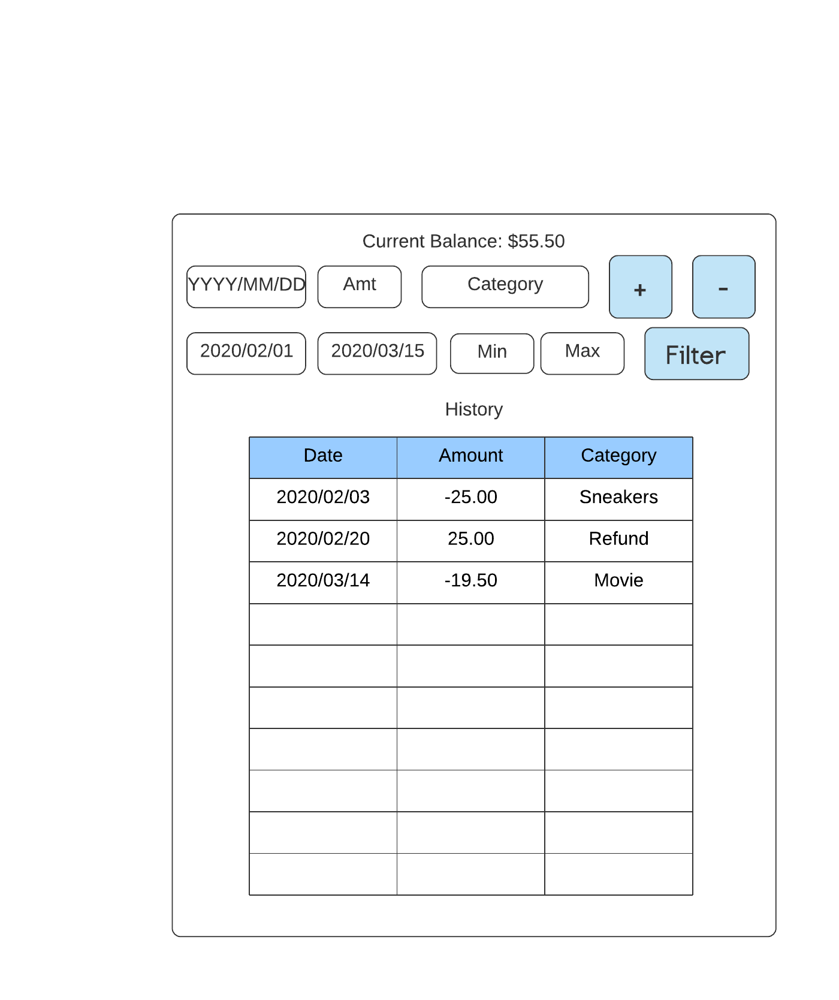 Current Balance: $55.50
YYYY/MM/DD Amt Category + -
2020/02/01 2020/03/15 Min Max Filter
History
Date Amount Category
2020/02/03 -25.00 Sneakers
2020/02/20 25.00 Refund
2020/03/14 -19.50 Movie